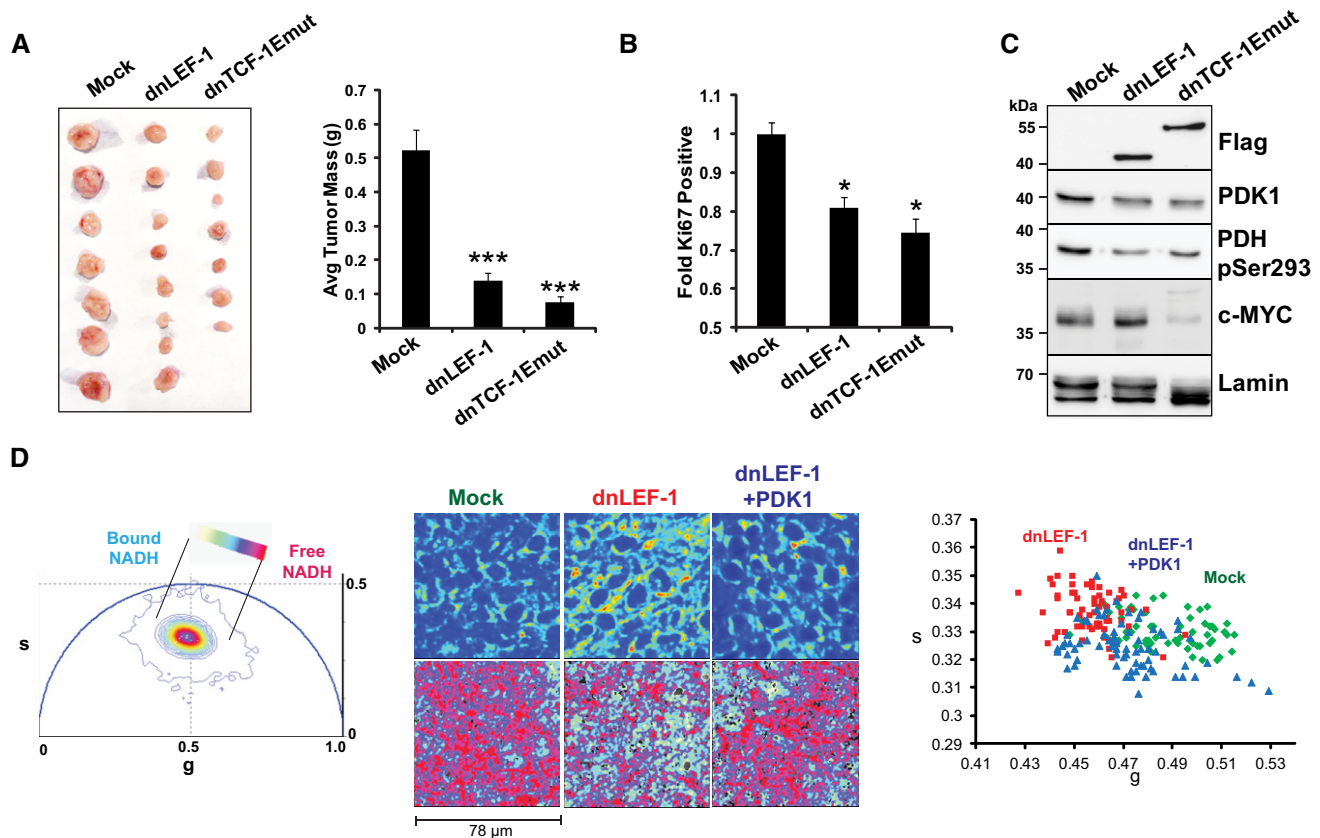 A
Mock
dnLEF-1
dnTCF-1Emut
Avg Tumor Mass (g)
0.7
0.6
0.5
0.4
0.3
0.2
0.1
0
***
***
Mock
dnLEF-1
dnTCF-1Emut
B
Fold Ki67 Positive
1.1
1
0.9
0.8
0.7
0.6
0.5
*
*
Mock
dnLEF-1
dnTCF-1Emut
C
Mock
dnLEF-1
dnTCF-1Emut
kDa
55
40
Flag
40
PDK1
40
35
PDH
pSer293
35
c-MYC
70
Lamin
D
Bound
NADH
Free
NADH
s
0.5
0
0
0.5
1.0
g
Mock
dnLEF-1
dnLEF-1
+PDK1
78 µm
0.37
0.36
0.35
0.34
0.33
0.32
0.31
0.3
0.29
s
dnLEF-1
dnLEF-1
+PDK1
Mock
0.41
0.43
0.45
0.47
0.49
0.51
0.53
g